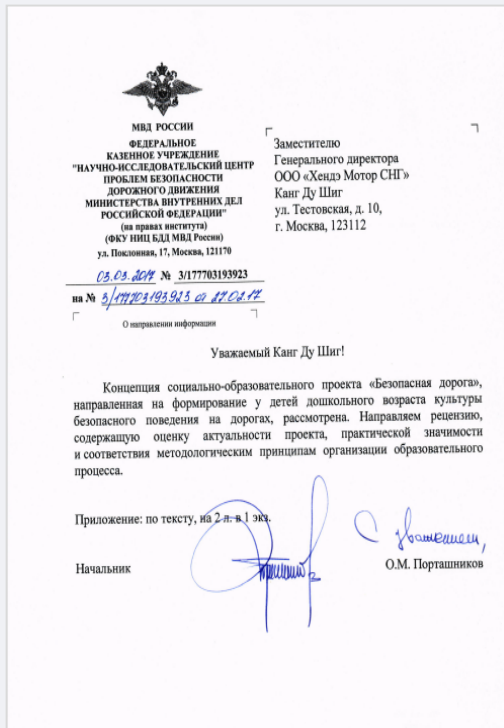 МВД РОССИИ
ФЕДЕРАЛЬНОЕ
КАЗЕННОЕ УЧРЕЖДЕНИЕ
"НАУЧНО-ИССЛЕДОВАТЕЛЬСКИЙ ЦЕНТР
ПРОБЛЕМ БЕЗОПАСНОСТИ
ДОРОЖНОГО ДВИЖЕНИЯ
МИНИСТЕРСТВА ВНУТРЕННИХ ДЕЛ
РОССИЙСКОЙ ФЕДЕРАЦИИ"
(на правах института)
(ФКУ НИЦ БДД МВД России)
ул. Поклонная, 17, Москва, 121170
03.03.2017 № 3/177703193923
на № 3/177703193923 от 27.02.17
О направлении информации
Заместителю
Генерального директора
ООО «Хендэ Мотор СНГ»
Канг Ду Шиг
ул. Тестовская, д. 10,
г. Москва, 123112
Уважаемый Канг Ду Шиг!
Концепция социально-образовательного проекта «Безопасная дорога»,
направленная на формирование у детей дошкольного возраста культуры
безопасного поведения на дорогах, рассмотрена. Направляем рецензию,
содержащую оценку актуальности проекта, практической значимости
и соответствия методологическим принципам организации образовательного
процесса.
Приложение: по тексту, на 2 л. в 1 экз.
С уважением,
Начальник
О.М. Порташников